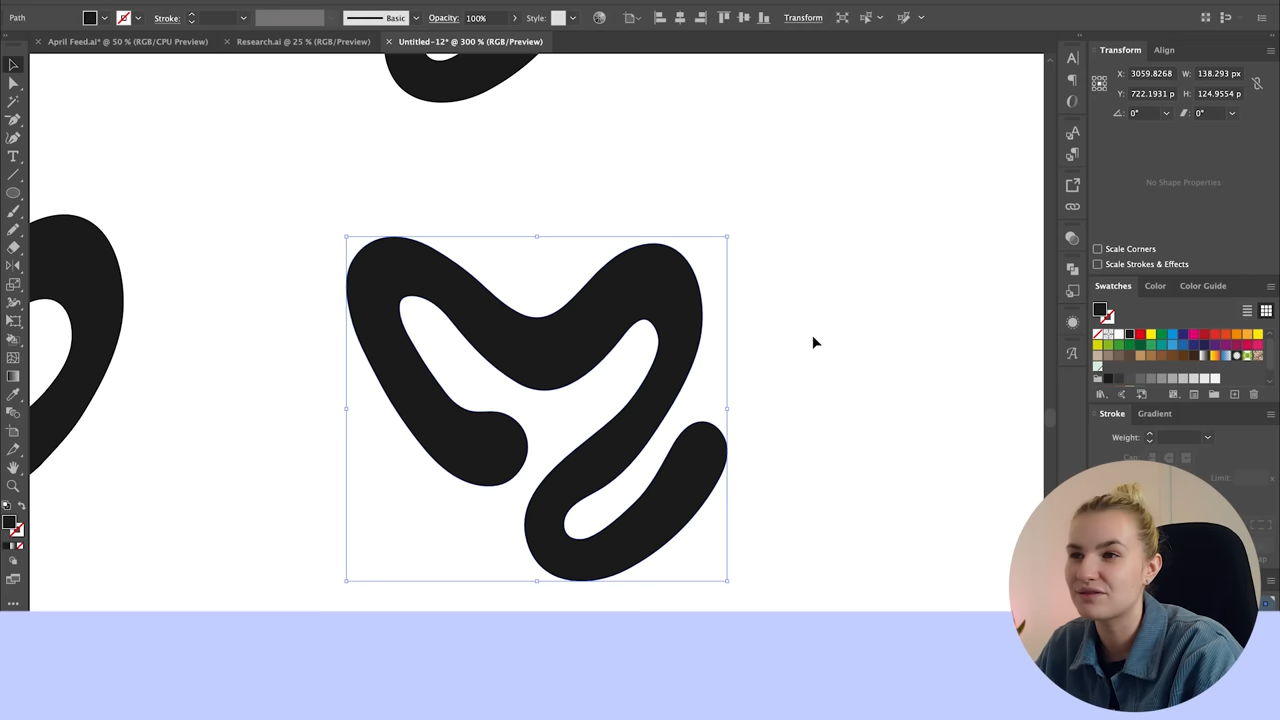 Path Stroke: Basic Opacity: 100% Style: Transform
April Feed.ai* @ 50 % (RGB/CPU Preview) Research.ai @ 25 % (RGB/Preview) Untitled-12* @ 300 % (RGB/Preview)
Transform Align
X: 3059.8268 W: 138.293 px
Y: 722.1931 p H: 124.9554 p
0° 0°
No Shape Properties
Scale Corners
Scale Strokes & Effects
Swatches Color Color Guide
Stroke Gradient
Weight:
Cap:
Limit: